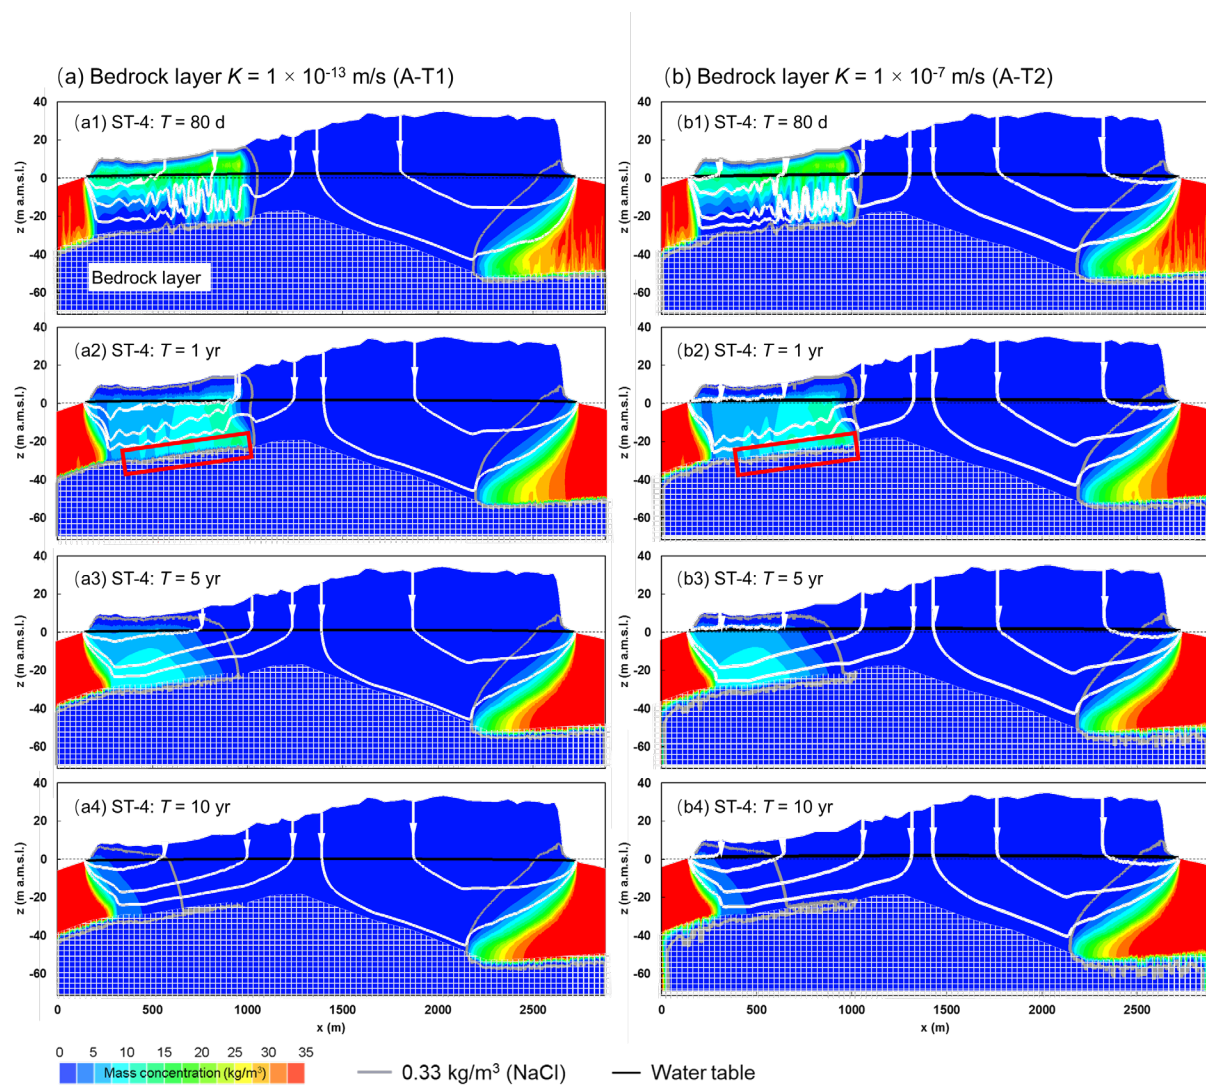 (a) Bedrock layer K = 1 × 10⁻¹³ m/s (A-T1)
(b) Bedrock layer K = 1 × 10⁻⁷ m/s (A-T2)
z (m a.m.s.l.)
40
20
0
-20
-40
-60
(a1) ST-4: T = 80 d
Bedrock layer
z (m a.m.s.l.)
40
20
0
-20
-40
-60
(b1) ST-4: T = 80 d
z (m a.m.s.l.)
40
20
0
-20
-40
-60
(a2) ST-4: T = 1 yr
z (m a.m.s.l.)
40
20
0
-20
-40
-60
(b2) ST-4: T = 1 yr
z (m a.m.s.l.)
40
20
0
-20
-40
-60
(a3) ST-4: T = 5 yr
z (m a.m.s.l.)
40
20
0
-20
-40
-60
(b3) ST-4: T = 5 yr
z (m a.m.s.l.)
40
20
0
-20
-40
-60
(a4) ST-4: T = 10 yr
0 500 1000 1500 2000 2500
x (m)
z (m a.m.s.l.)
40
20
0
-20
-40
-60
(b4) ST-4: T = 10 yr
0 500 1000 1500 2000 2500
x (m)
0 5 10 15 20 25 30 35
Mass concentration (kg/m³)
0.33 kg/m³ (NaCl)
Water table